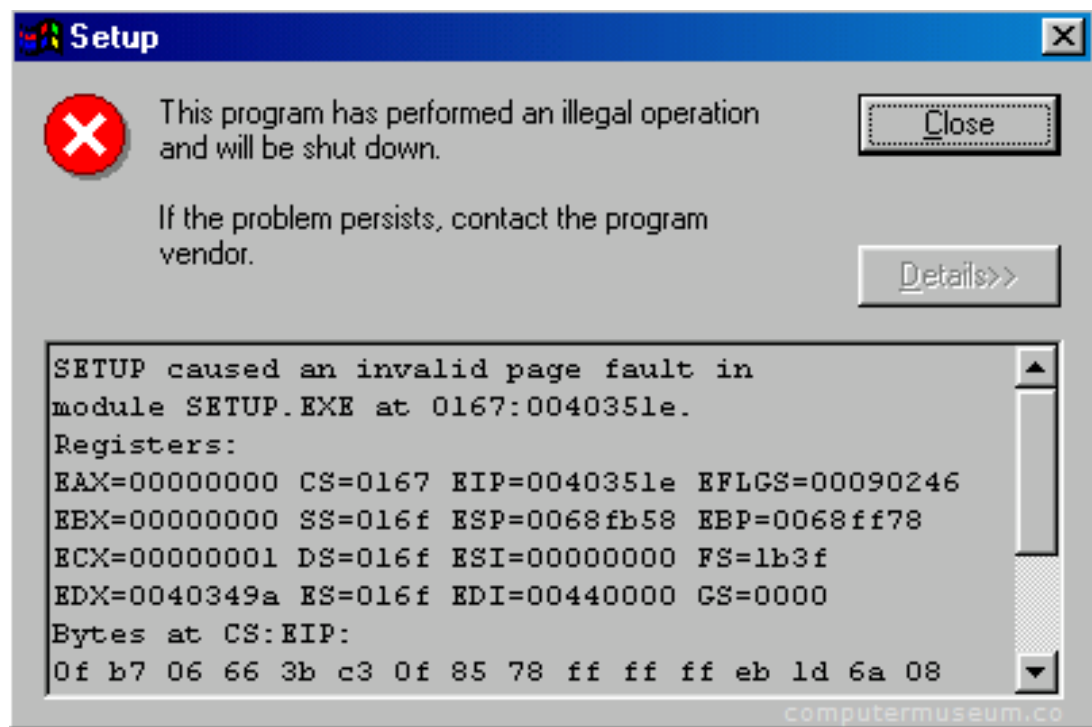 Setup
This program has performed an illegal operation
and will be shut down.
Close
If the problem persists, contact the program
vendor.
Details>>
SETUP caused an invalid page fault in
module SETUP.EXE at 0167:0040351e.
Registers:
EAX=00000000 CS=0167 EIP=0040351e EFLGS=00090246
EBX=00000000 SS=016f ESP=0068fb58 EBP=0068ff78
ECX=00000001 DS=016f ESI=00000000 FS=1b3f
EDX=0040349a ES=016f EDI=00440000 GS=0000
Bytes at CS:EIP:
0f b7 06 66 3b c3 0f 85 78 ff ff ff eb 1d 6a 08
computermuseum.co